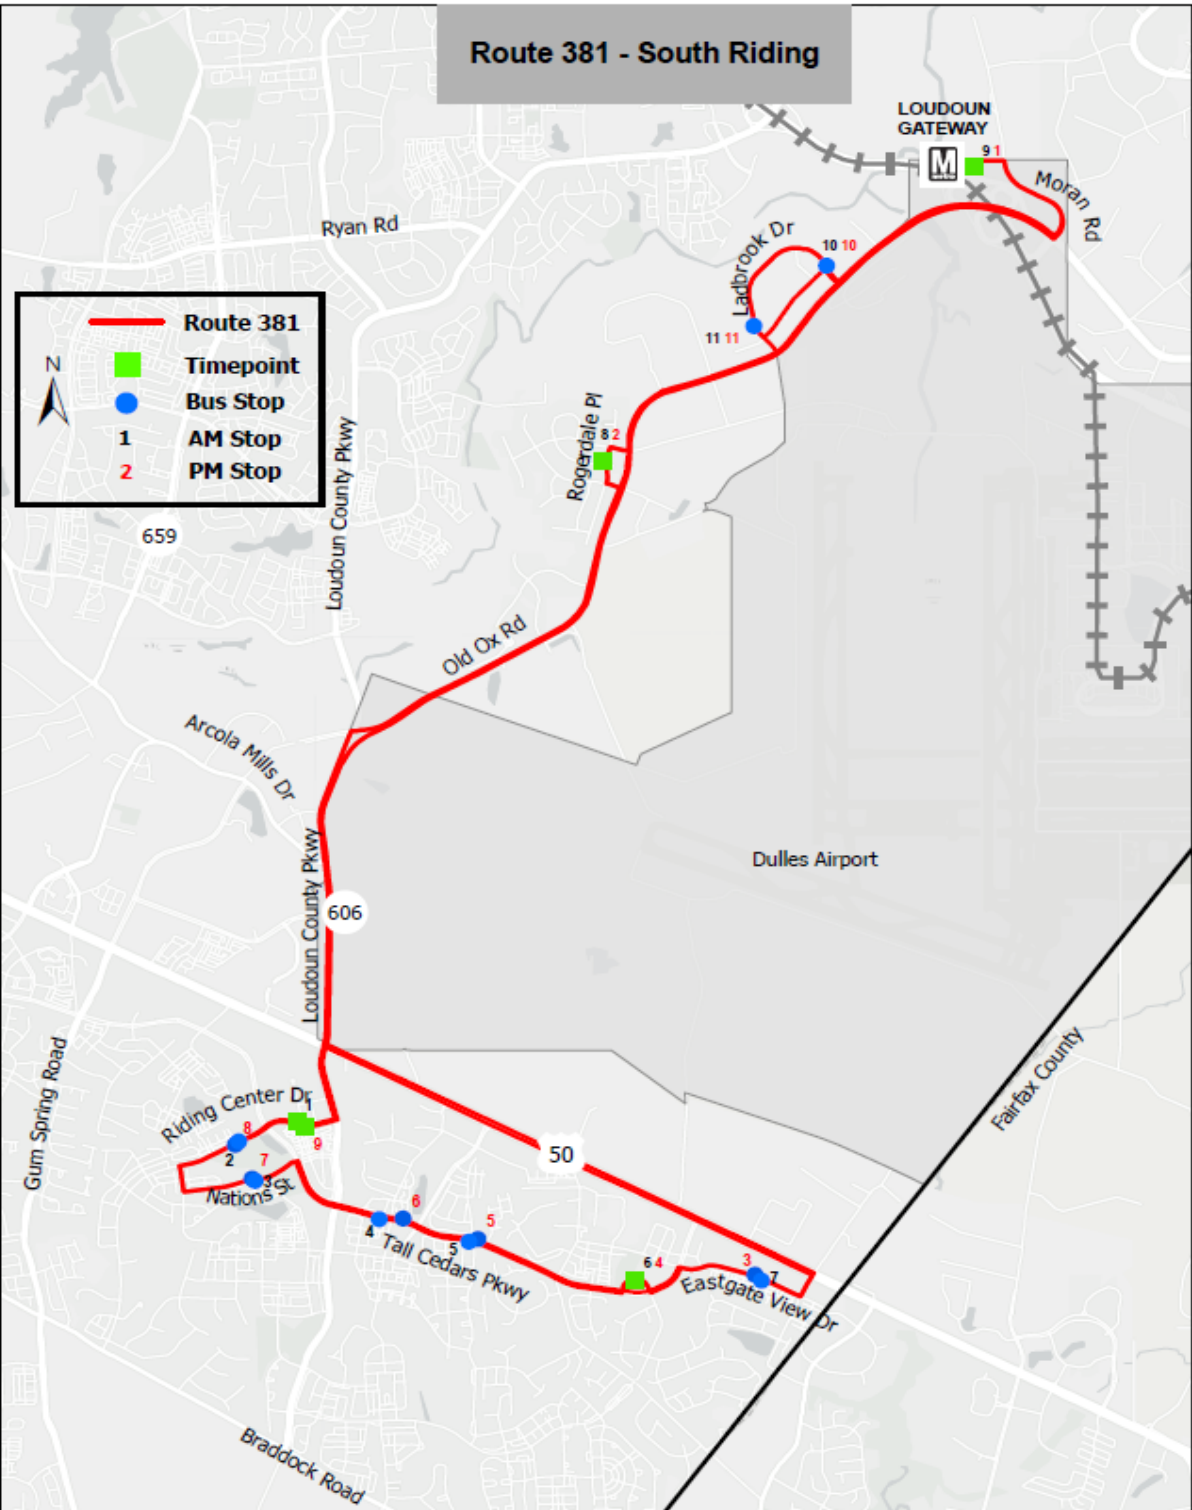 Route 381 - South Riding
LOUDOUN
GATEWAY
M
9 1
Moran Rd
Ryan Rd
Ladbrook Dr
10 10
11 11
Route 381
N
Timepoint
Bus Stop
1 AM Stop
2 PM Stop
Rogerdale Pl
8 2
Loudoun County Pkwy
659
Old Ox Rd
Arcola Mills Dr
Loudoun County Pkwy
Dulles Airport
606
Gum Spring Road
Fairfax County
Riding Center Dr
1
8
9
2
7
3
50
Nations St
6
4
5
5
Tall Cedars Pkwy
6 4
3
7
Eastgate View Dr
Braddock Road